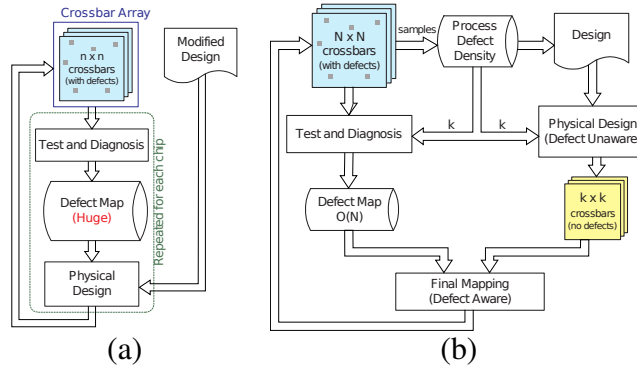 Crossbar Array
n x n
crossbars
(with defects)
Modified
Design
Test and Diagnosis
Defect Map
(Huge)
Physical
Design
Repeated for each chip
(a)
N x N
crossbars
(with defects)
samples
Process
Defect
Density
Design
k
k
Test and Diagnosis
Physical Design
(Defect Unaware)
Defect Map
O(N)
k x k
crossbars
(no defects)
Final Mapping
(Defect Aware)
(b)